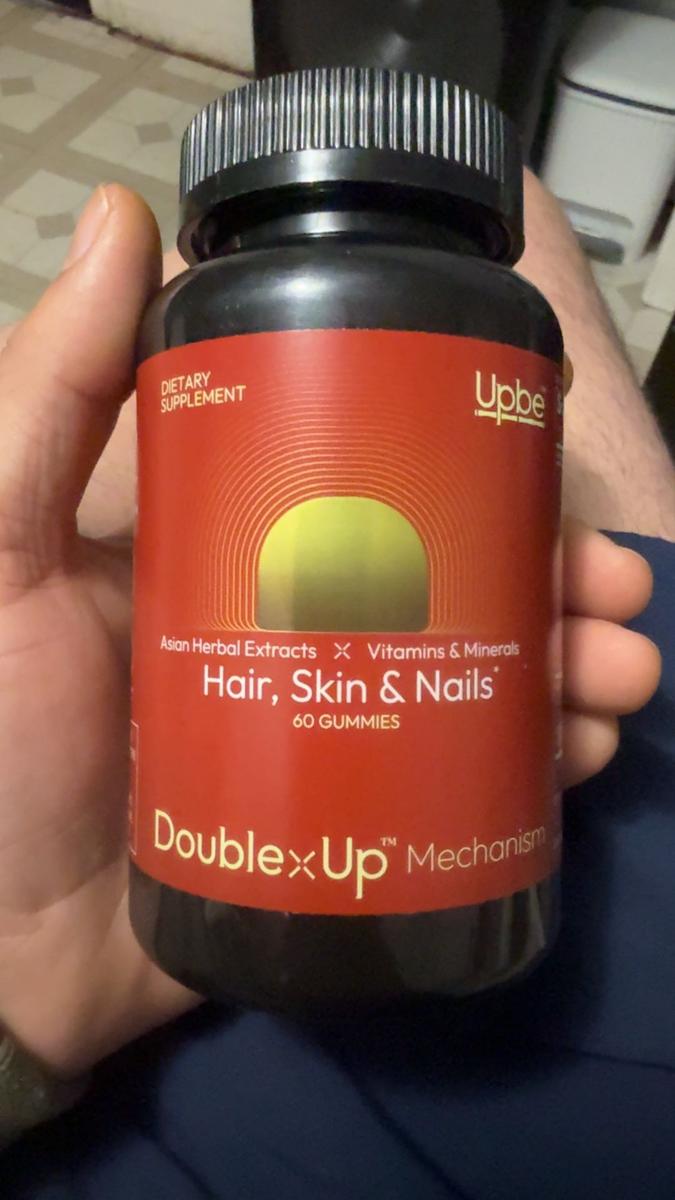 DIETARY
SUPPLEMENT
Upbe
Asian Herbal Extracts × Vitamins & Minerals
Hair, Skin & Nails*
60 GUMMIES
Double×Up™ Mechanism